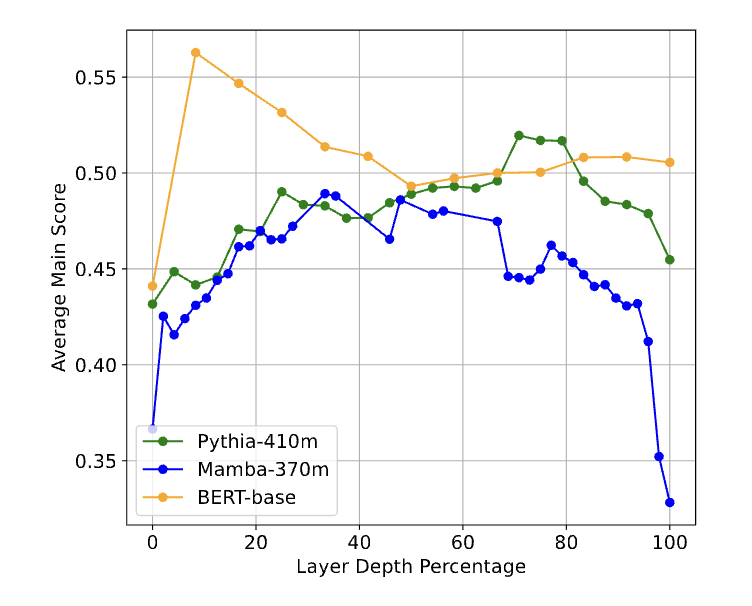 0.55
0.50
0.45
0.40
0.35
Average Main Score
Pythia-410m
Mamba-370m
BERT-base
0 20 40 60 80 100
Layer Depth Percentage